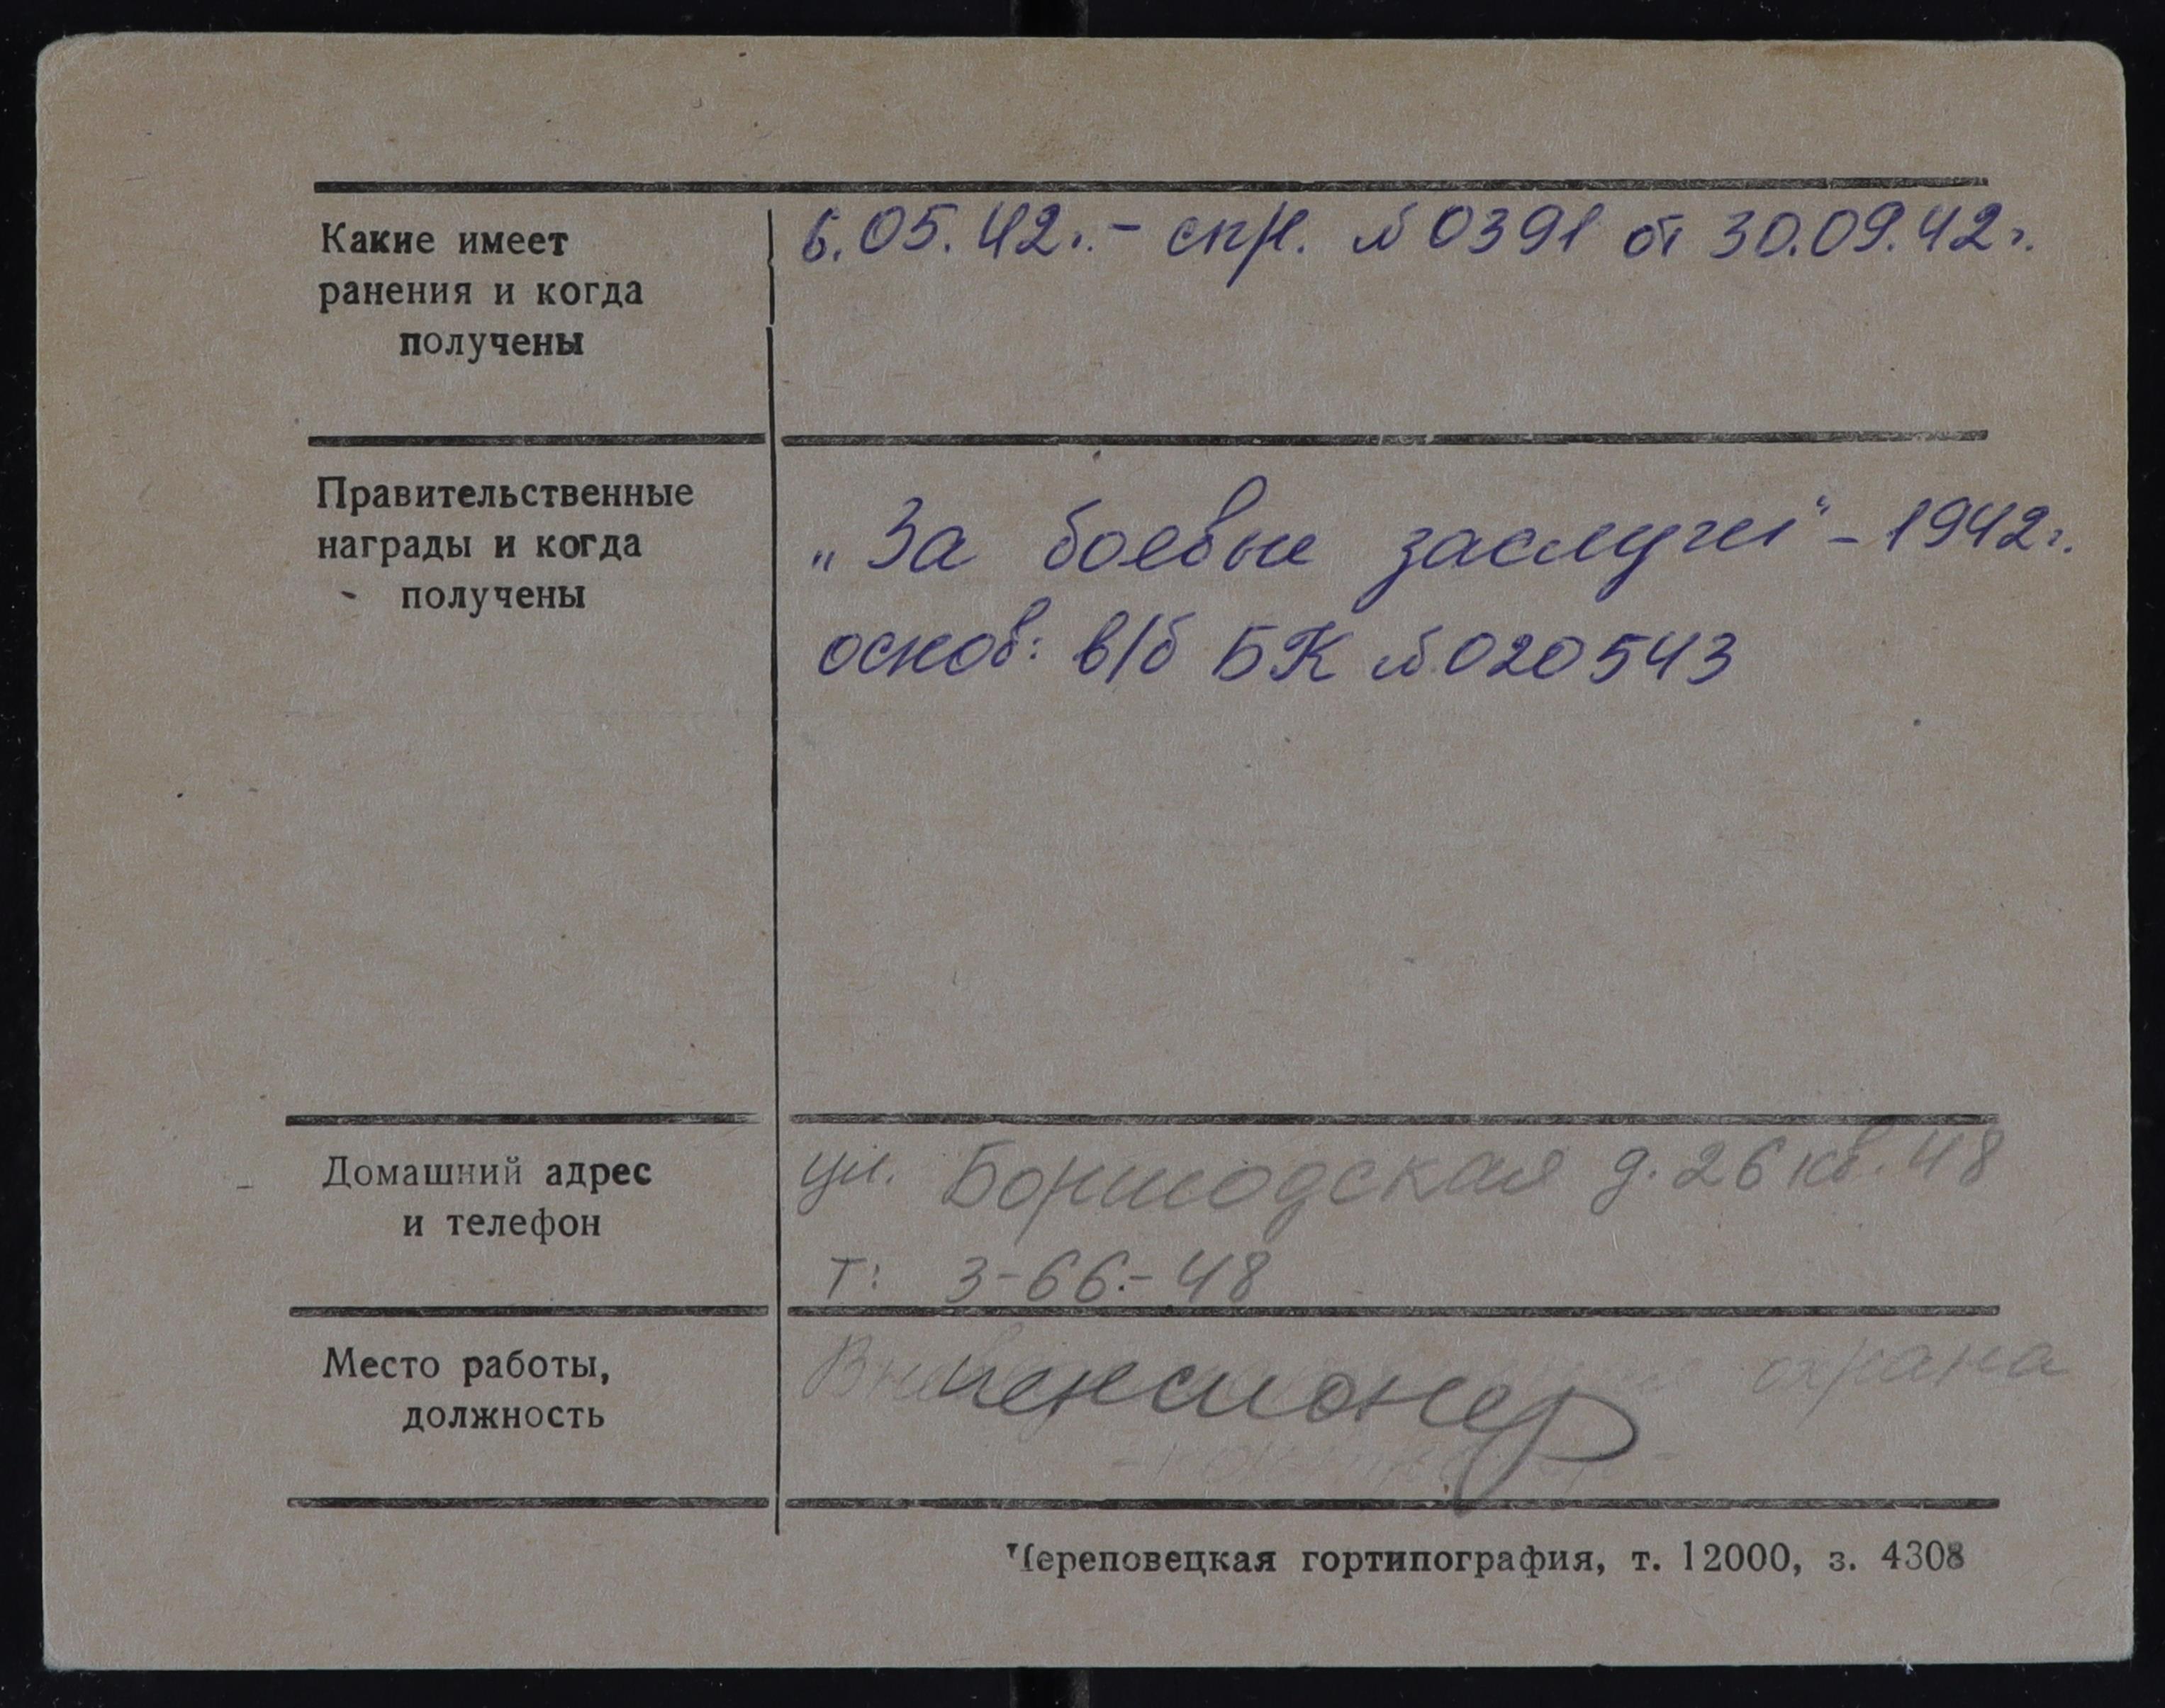 Какие имеет
ранения и когда
получены
6.05.42г. - спр. № 0391 от 30.09.42г.
Правительственные
награды и когда
получены
„За боевые заслуги" - 1942г.
основ: в/б БК № 020543
Домашний адрес
и телефон
ул. Боршодская д. 26 кв. 48
т: 3-66-48
Место работы,
должность
охрана
пенсионер
Череповецкая гортипография, т. 12000, з. 4308